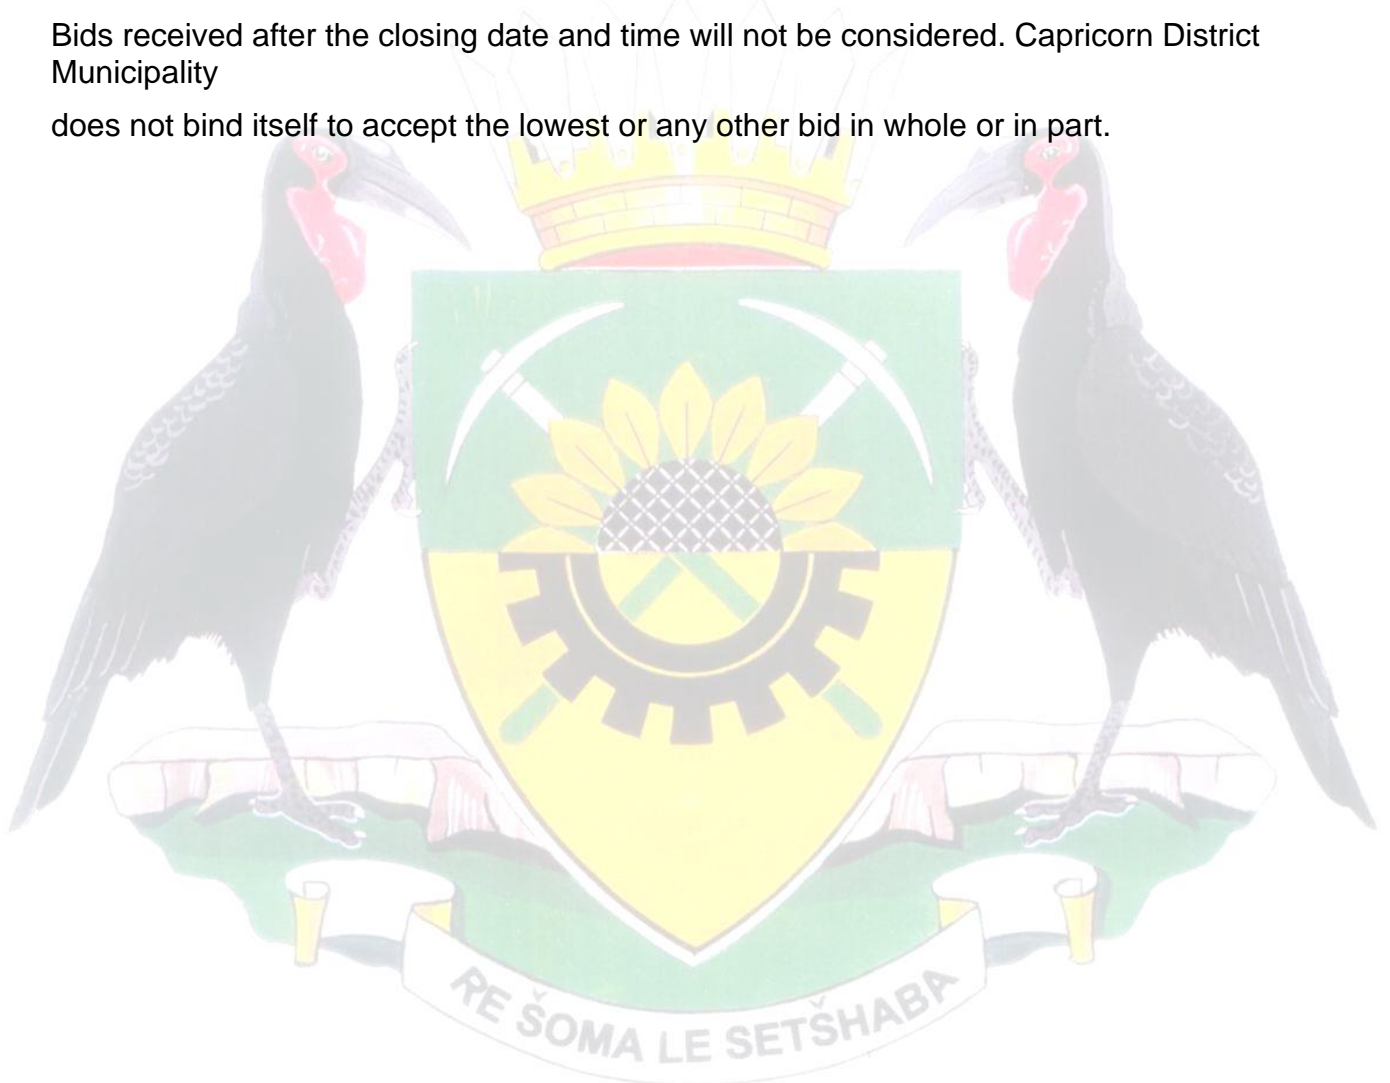 Bids received after the closing date and time will not be considered. Capricorn District
Municipality
does not bind itself to accept the lowest or any other bid in whole or in part.
RE ŠOMA LE SETŠHABA